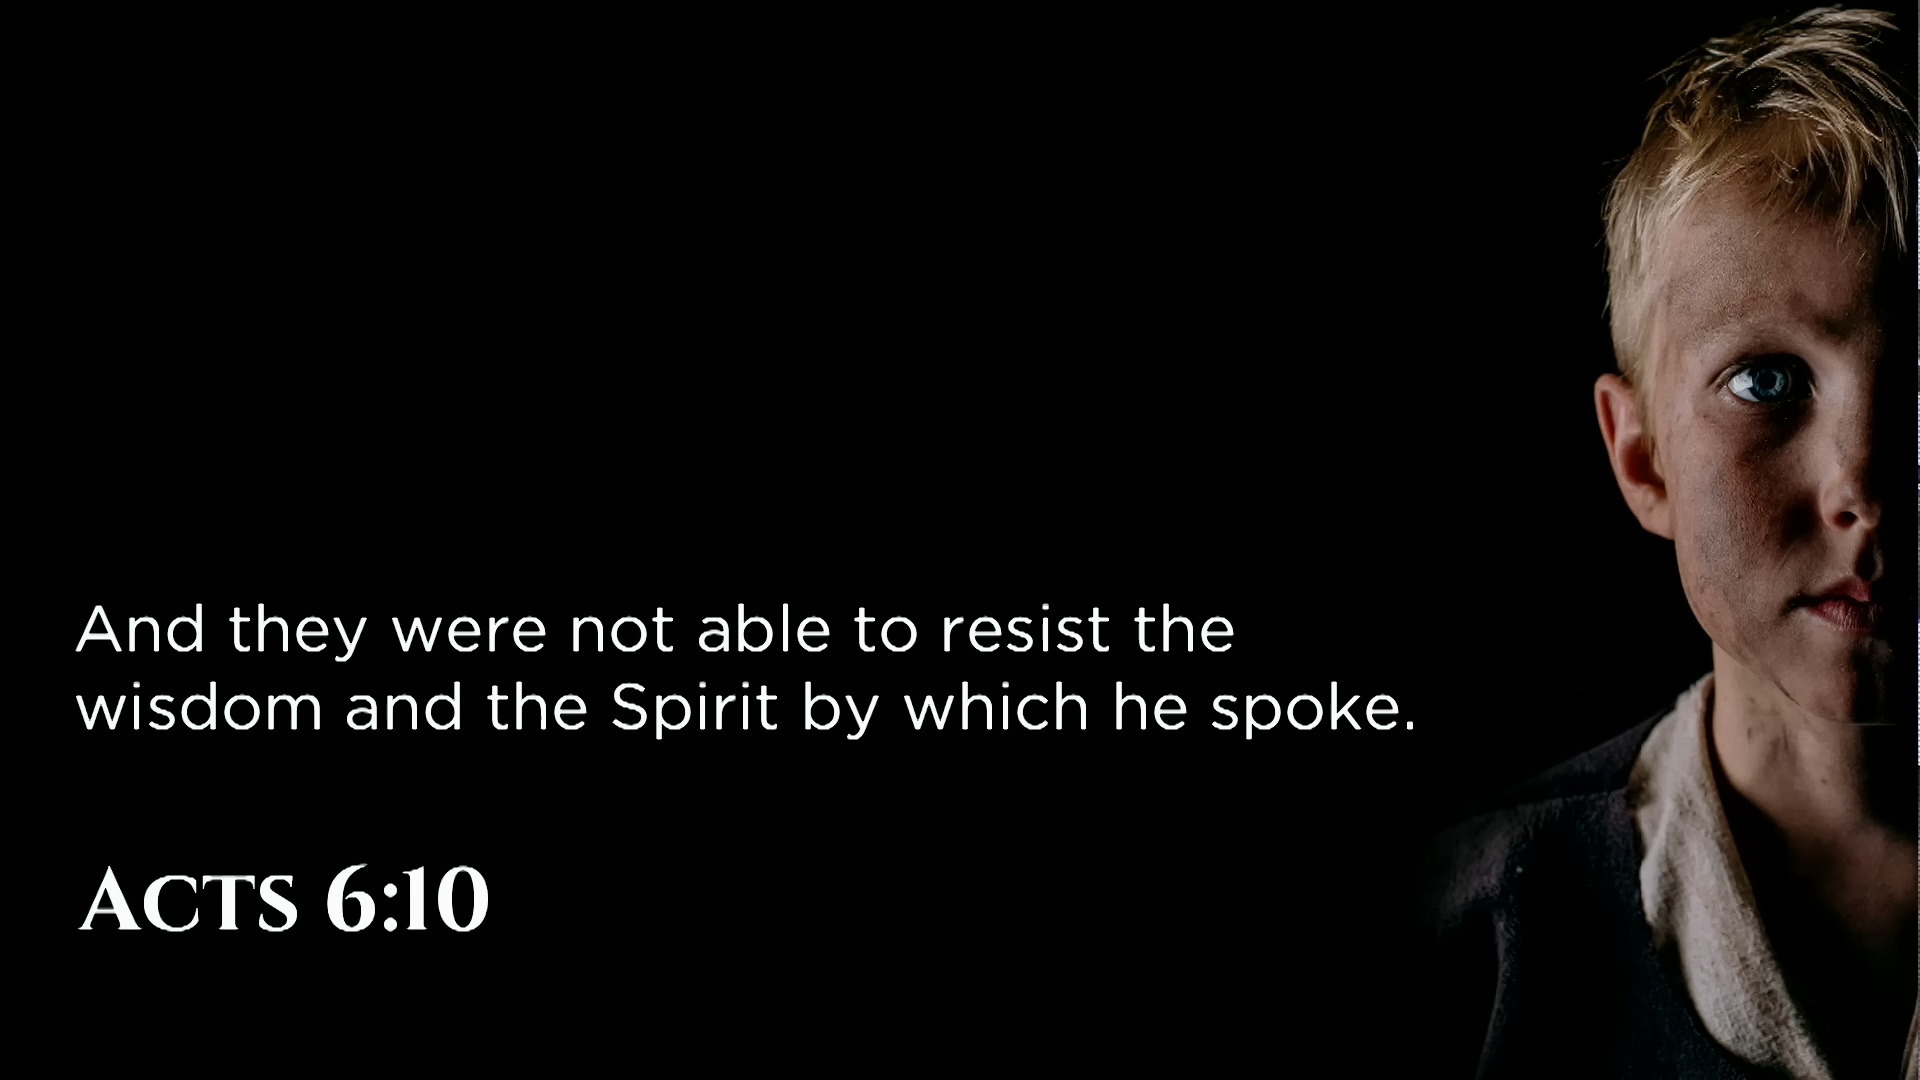 And they were not able to resist the
wisdom and the Spirit by which he spoke.
Acts 6:10